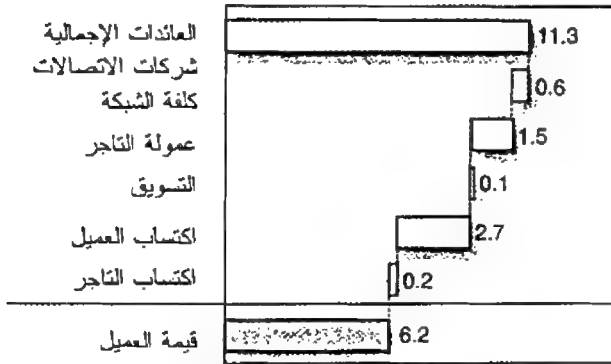 العائدات الإجمالية 11.3
شركات الاتصالات
كلفة الشبكة 0.6
عمولة التاجر 1.5
التسويق 0.1
اكتساب العميل 2.7
اكتساب التاجر 0.2
قيمة العميل 6.2